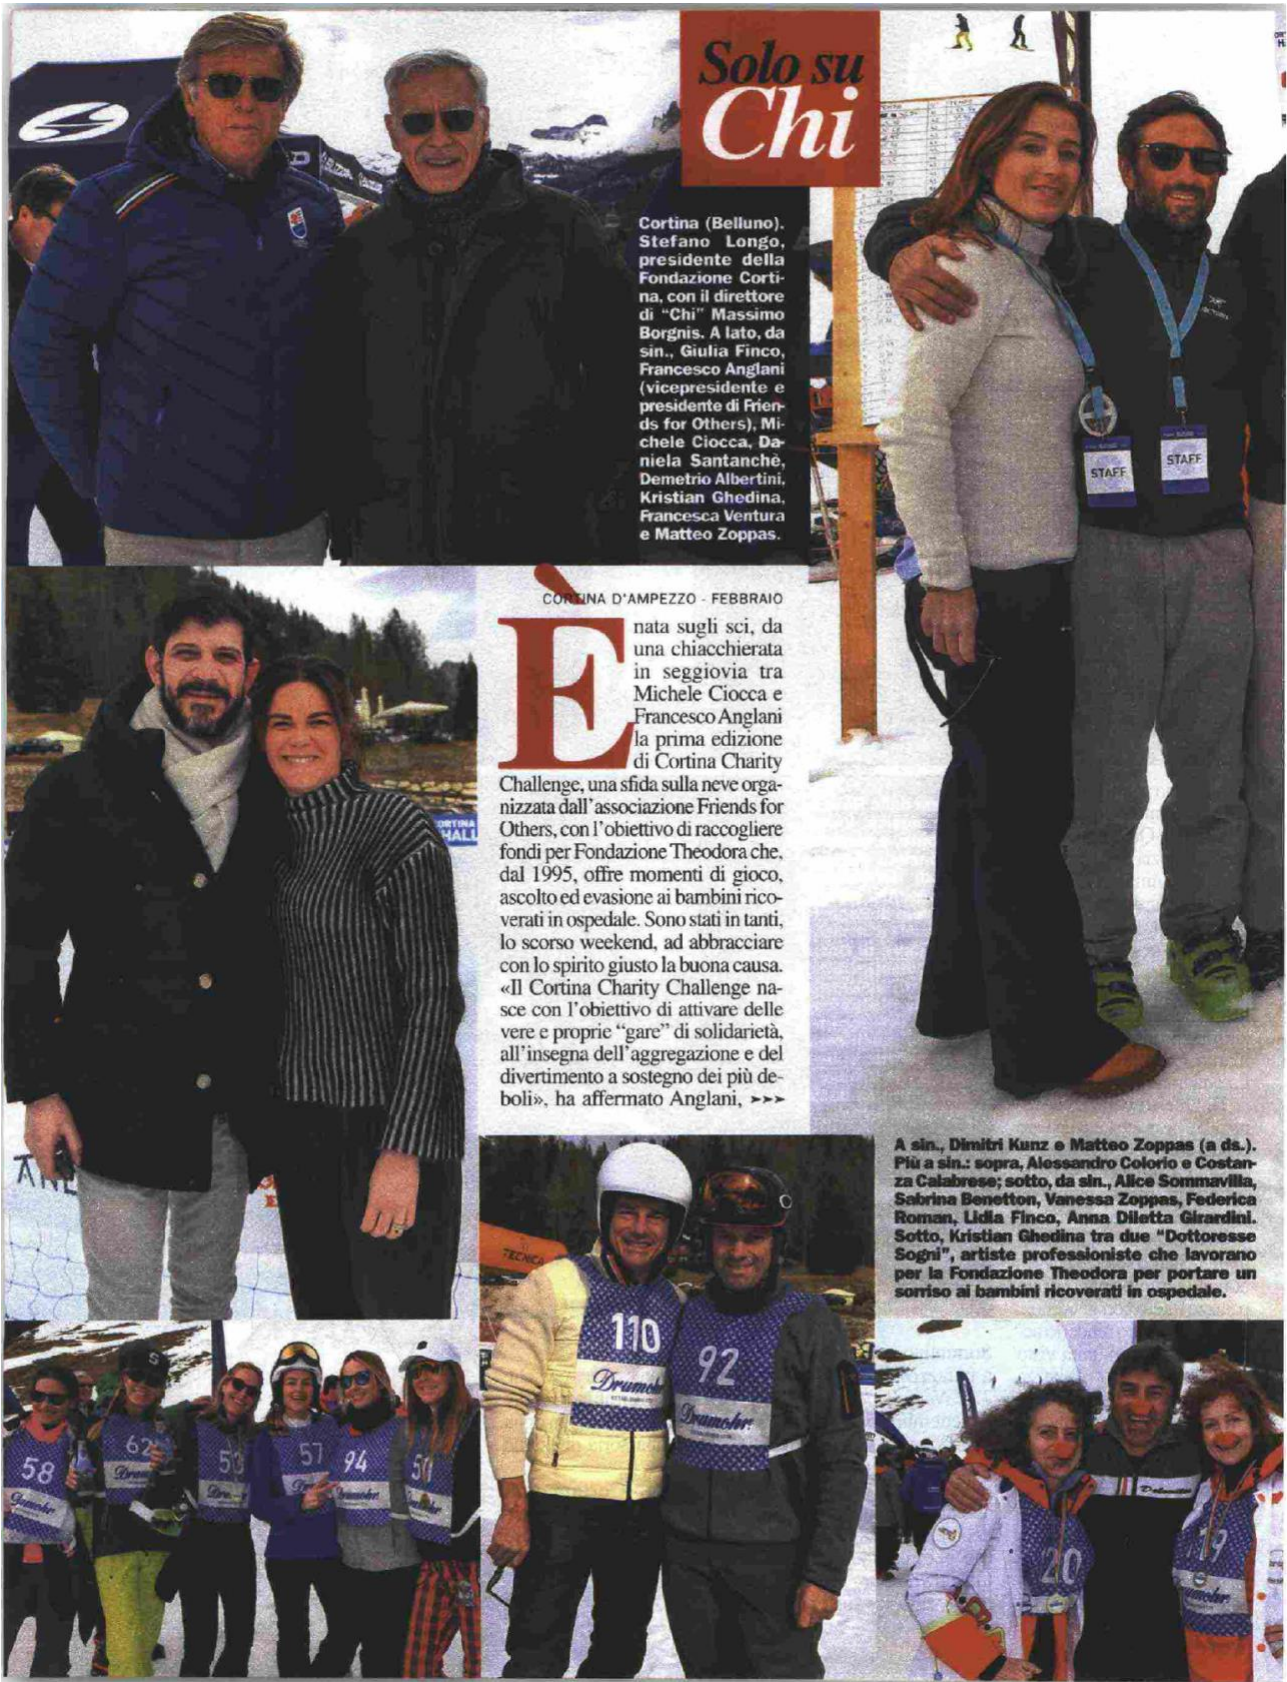 Solo su
Chi
Cortina (Belluno).
Stefano Longo,
presidente della
Fondazione Corti-
na, con il direttore
di “Chi” Massimo
Borgnis. A lato, da
sin., Giulia Finco,
Francesco Anglani
(vicepresidente e
presidente di Frien-
ds for Others), Mi-
chele Ciocca, Da-
niela Santanchè,
Demetrio Albertini,
Kristian Ghedina,
Francesca Ventura
e Matteo Zoppas.
STAFF
STAFF
CORTINA D'AMPEZZO - FEBBRAIO
È nata sugli sci, da
una chiacchierata
in seggiovia tra
Michele Ciocca e
Francesco Anglani
la prima edizione
di Cortina Charity
Challenge, una sfida sulla neve orga-
nizzata dall'associazione Friends for
Others, con l'obiettivo di raccogliere
fondi per Fondazione Theodora che,
dal 1995, offre momenti di gioco,
ascolto ed evasione ai bambini rico-
verati in ospedale. Sono stati in tanti,
lo scorso weekend, ad abbracciare
con lo spirito giusto la buona causa.
«Il Cortina Charity Challenge na-
sce con l'obiettivo di attivare delle
vere e proprie “gare” di solidarietà,
all'insegna dell'aggregazione e del
divertimento a sostegno dei più de-
boli», ha affermato Anglani, >>>
A sin., Dimitri Kunz e Matteo Zoppas (a ds.).
Più a sin.: sopra, Alessandro Colorio e Costan-
za Calabrese; sotto, da sin., Alice Sommavilla,
Sabrina Benetton, Vanessa Zoppas, Federica
Roman, Lidia Finco, Anna Diletta Girardini.
Sotto, Kristian Ghedina tra due “Dottoresse
Sogni”, artiste professioniste che lavorano
per la Fondazione Theodora per portare un
sorriso ai bambini ricoverati in ospedale.
TECNICA
110
Drumohr
92
Drumohr
58
62
57
94
20